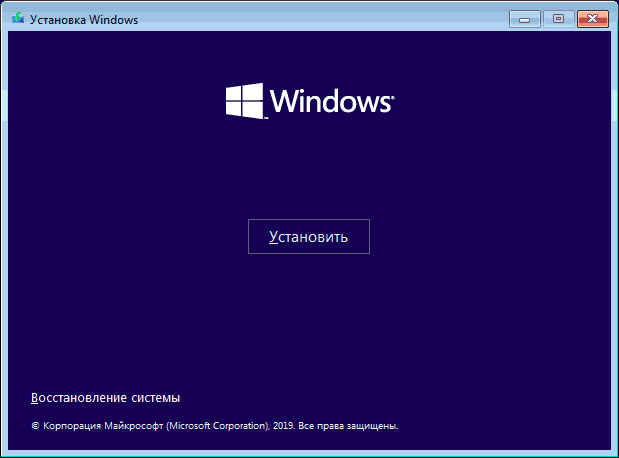 Установка Windows
Windows®
Установить
Восстановление системы
© Корпорация Майкрософт (Microsoft Corporation), 2019. Все права защищены.